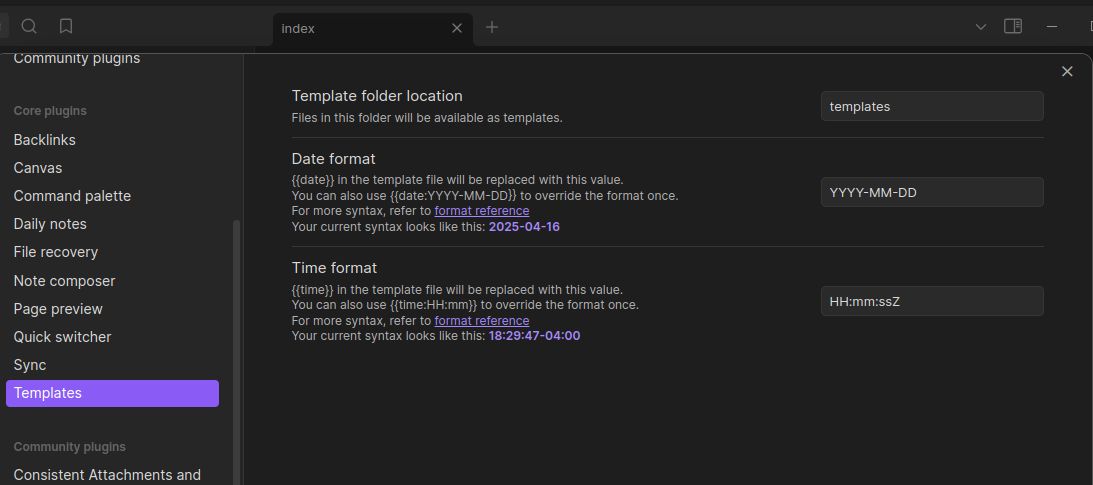 index
Community plugins
Core plugins
Backlinks
Canvas
Command palette
Daily notes
File recovery
Note composer
Page preview
Quick switcher
Sync
Templates
Community plugins
Consistent Attachments and
Template folder location
Files in this folder will be available as templates.
templates
Date format
{{date}} in the template file will be replaced with this value.
You can also use {{date:YYYY-MM-DD}} to override the format once.
For more syntax, refer to format reference
Your current syntax looks like this: 2025-04-16
YYYY-MM-DD
Time format
{{time}} in the template file will be replaced with this value.
You can also use {{time:HH:mm}} to override the format once.
For more syntax, refer to format reference
Your current syntax looks like this: 18:29:47-04:00
HH:mm:ssZ